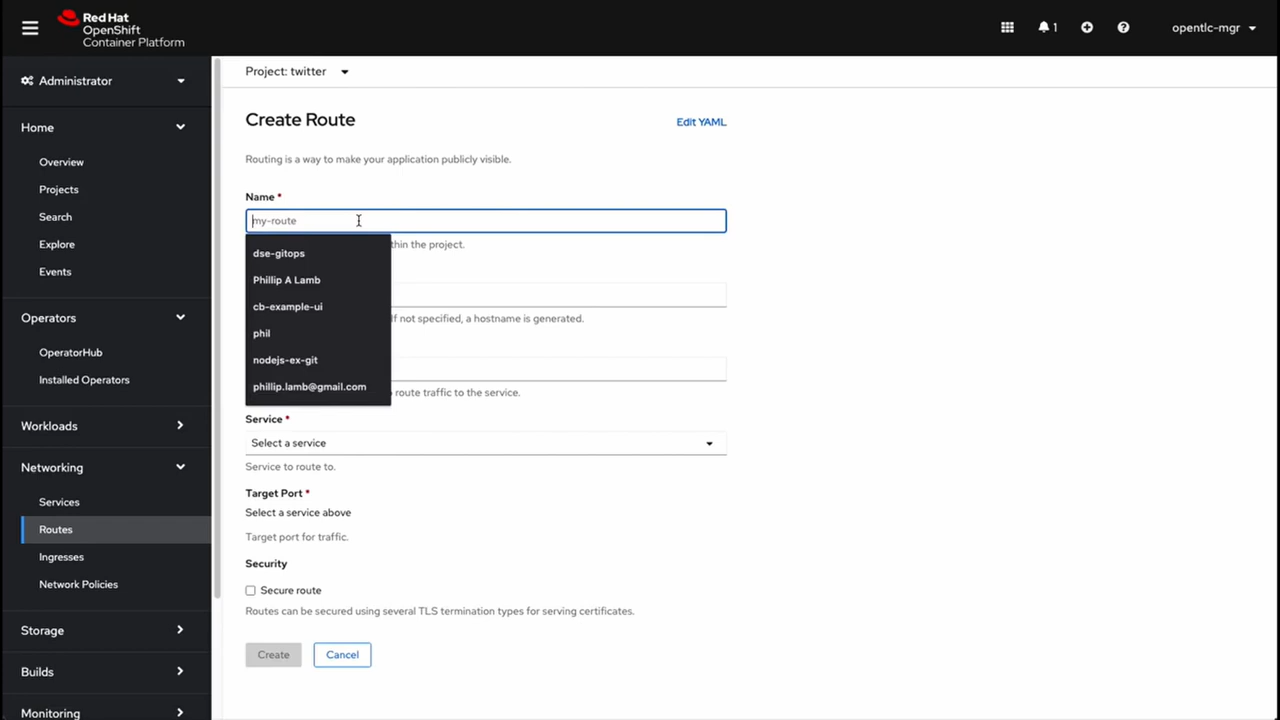 Red Hat
OpenShift
Container Platform
1
opentlc-mgr
Administrator
Home
Overview
Projects
Search
Explore
Events
Operators
OperatorHub
Installed Operators
Workloads
Networking
Services
Routes
Ingresses
Network Policies
Storage
Builds
Monitoring
Project: twitter
Create Route
Edit YAML
Routing is a way to make your application publicly visible.
Name *
my-route
thin the project.
dse-gitops
Phillip A Lamb
cb-example-ui
If not specified, a hostname is generated.
phil
nodejs-ex-git
phillip.lamb@gmail.com
route traffic to the service.
Service *
Select a service
Service to route to.
Target Port *
Select a service above
Target port for traffic.
Security
Secure route
Routes can be secured using several TLS termination types for serving certificates.
Create
Cancel